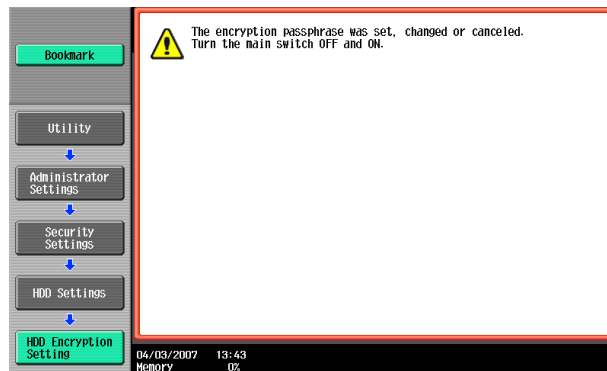 Bookmark
The encryption passphrase was set, changed or canceled.
Turn the main switch OFF and ON.
Utility
Administrator
Settings
Security
Settings
HDD Settings
HDD Encryption
Setting
04/03/2007 13:43
Memory 0%